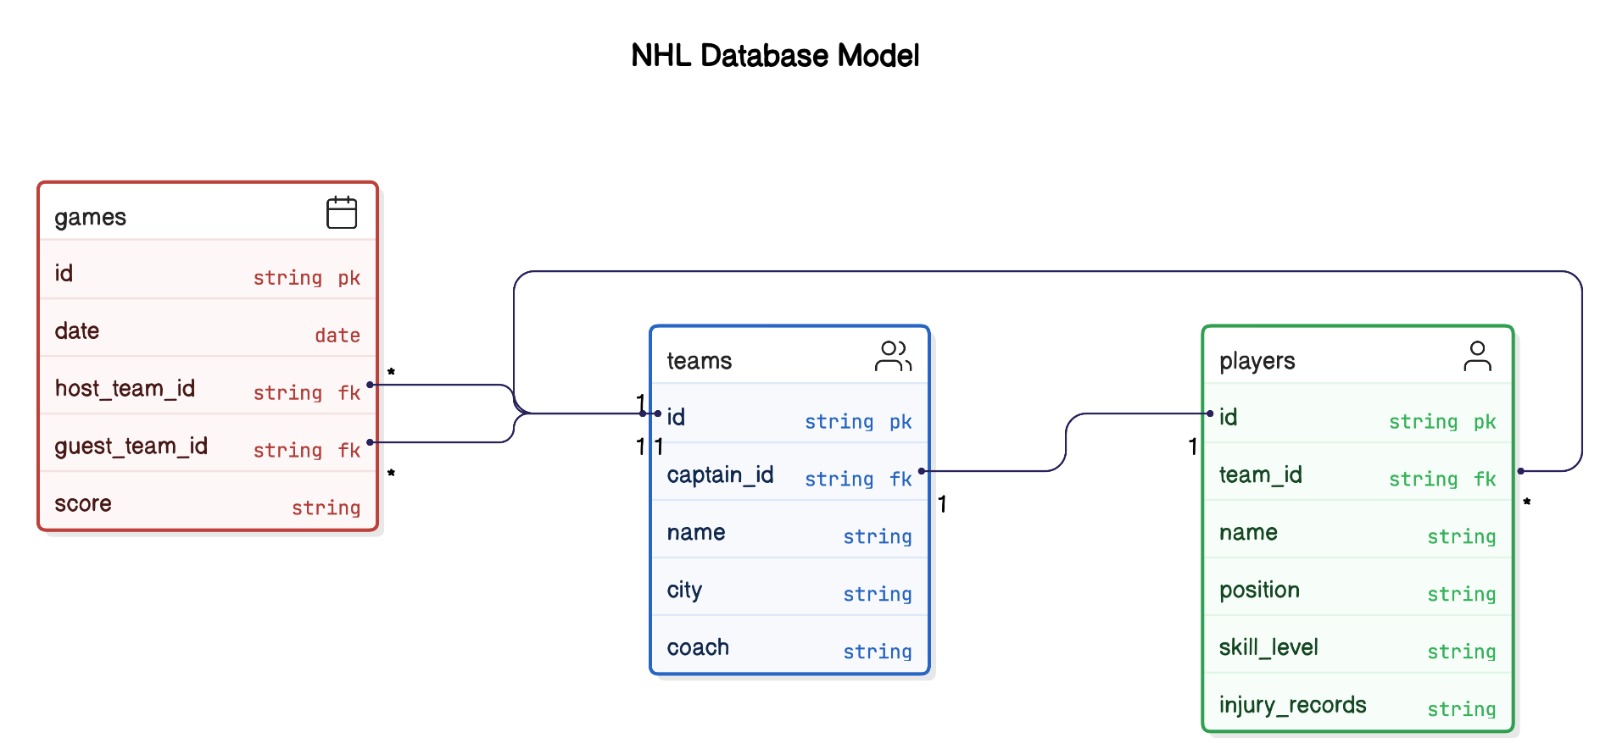 NHL Database Model
games
id string pk
date date
host_team_id string fk
*
guest_team_id string fk
*
score string
teams
1
id string pk
1 1
captain_id string fk
1
name string
city string
coach string
players
id string pk
1
team_id string fk
*
name string
position string
skill_level string
injury_records string